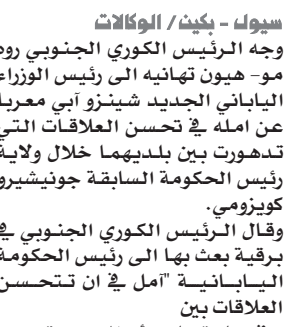 سيول - بكين/ الوكالات
وجه الرئيس الكوري الجنوبي روه
مو- هيون تهانيه الى رئيس الوزراء
الياباني الجديد شينزو آبي معربا
عن امله في تحسن العلاقات التي
تدهورت بين بلديهما خلال ولاية
رئيس الحكومة السابقة جونيشيرو
كويزومي.
وقال الرئيس الكوري الجنوبي في
برقية بعث بها الى رئيس الحكومة
اليابانية "آمل في ان تتحسن
العلاقات بين